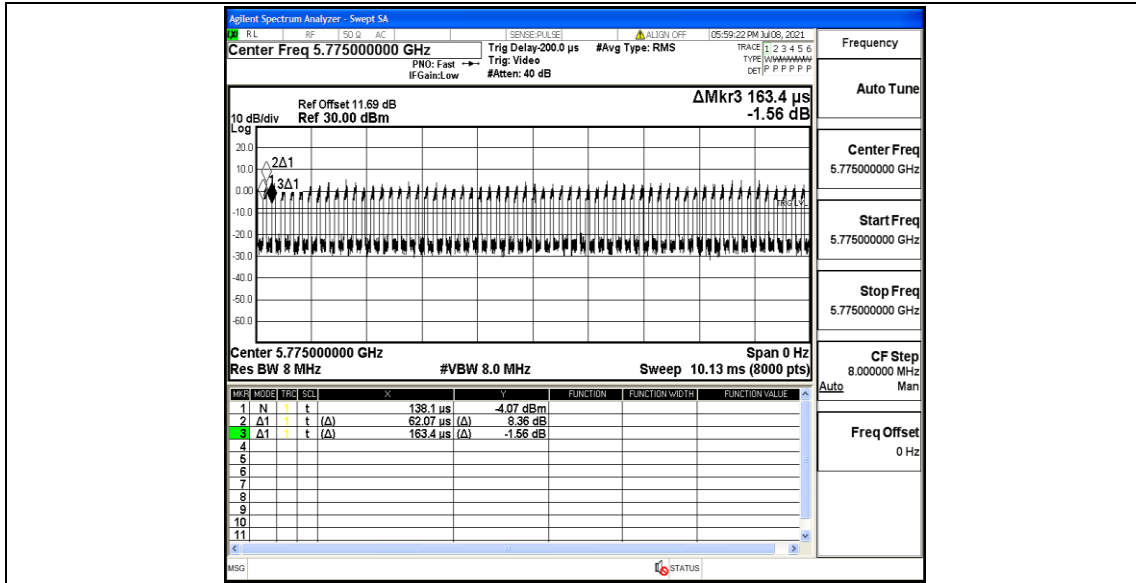 Agilent Spectrum Analyzer - Swept SA
LXI RL RF 50 Ω AC SENSE:PULSE ALIGN OFF 05:59:22 PM Jul 08, 2021
Center Freq 5.775000000 GHz
PNO: Fast
IFGain:Low
Trig Delay-200.0 µs
Trig: Video
#Atten: 40 dB
#Avg Type: RMS
TRACE 1 2 3 4 5 6
TYPE
DET P P P P P P
ΔMkr3 163.4 µs
-1.56 dB
Ref Offset 11.69 dB
10 dB/div Ref 30.00 dBm
Log
20.0
10.0
0.00
-10.0
-20.0
-30.0
-40.0
-50.0
-60.0
2Δ1
1
3Δ1
TRIG LVL
Center 5.775000000 GHz Span 0 Hz
Res BW 8 MHz #VBW 8.0 MHz Sweep 10.13 ms (8000 pts)
MKR MODE TRC SCL X Y FUNCTION FUNCTION WIDTH FUNCTION VALUE
1 N 1 t 138.1 µs -4.07 dBm
2 Δ1 1 t (Δ) 62.07 µs (Δ) 8.36 dB
3 Δ1 1 t (Δ) 163.4 µs (Δ) -1.56 dB
4
5
6
7
8
9
10
11
MSG STATUS
Frequency
Auto Tune
Center Freq
5.775000000 GHz
Start Freq
5.775000000 GHz
Stop Freq
5.775000000 GHz
CF Step
8.000000 MHz
Auto Man
Freq Offset
0 Hz